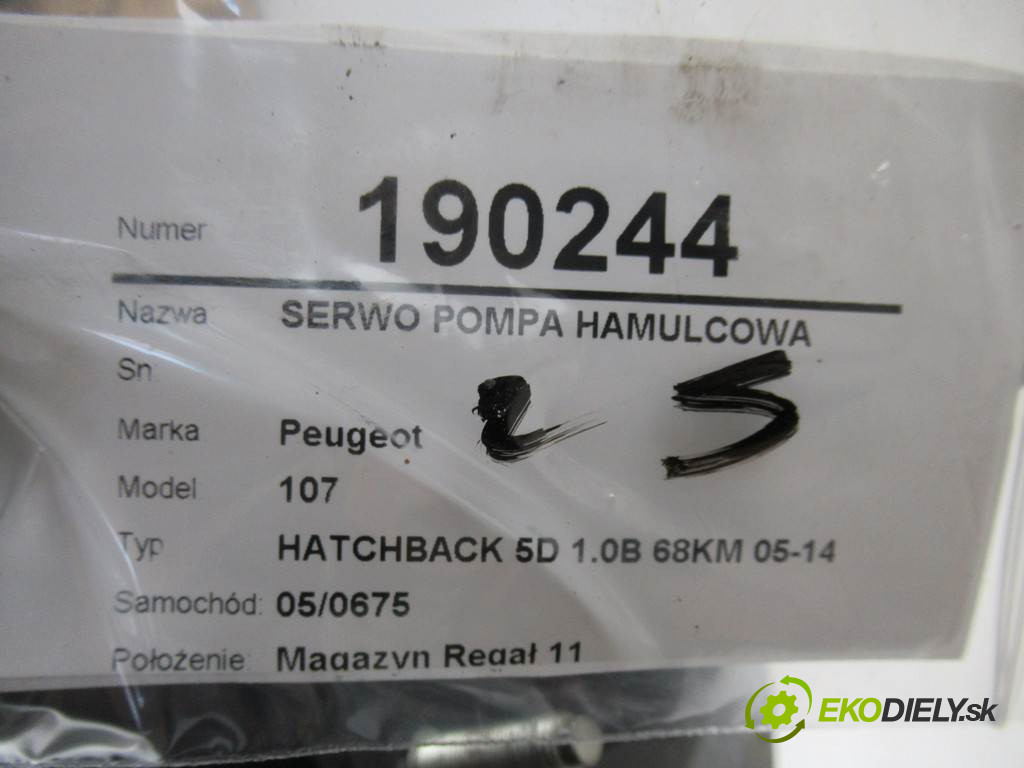 Numer 190244
Nazwa: SERWO POMPA HAMULCOWA
Sn
Marka Peugeot
Model 107
Typ HATCHBACK 5D 1.0B 68KM 05-14
Samochód: 05/0675
Położenie: Magazyn Regał 11
EKODIELY.sk